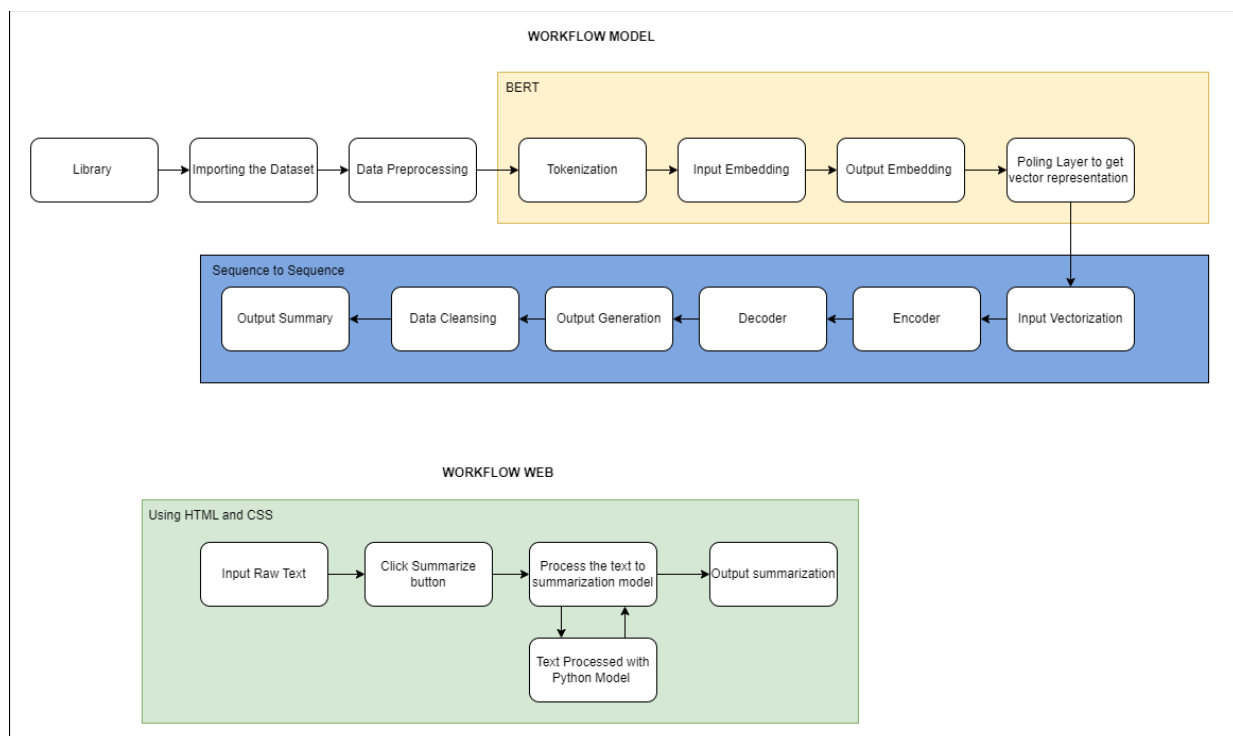 WORKFLOW MODEL
BERT
Library
Importing the Dataset
Data Preprocessing
Tokenization
Input Embedding
Output Embedding
Poling Layer to get
vector representation
Sequence to Sequence
Output Summary
Data Cleansing
Output Generation
Decoder
Encoder
Input Vectorization
WORKFLOW WEB
Using HTML and CSS
Input Raw Text
Click Summarize
button
Process the text to
summarization model
Output summarization
Text Processed with
Python Model